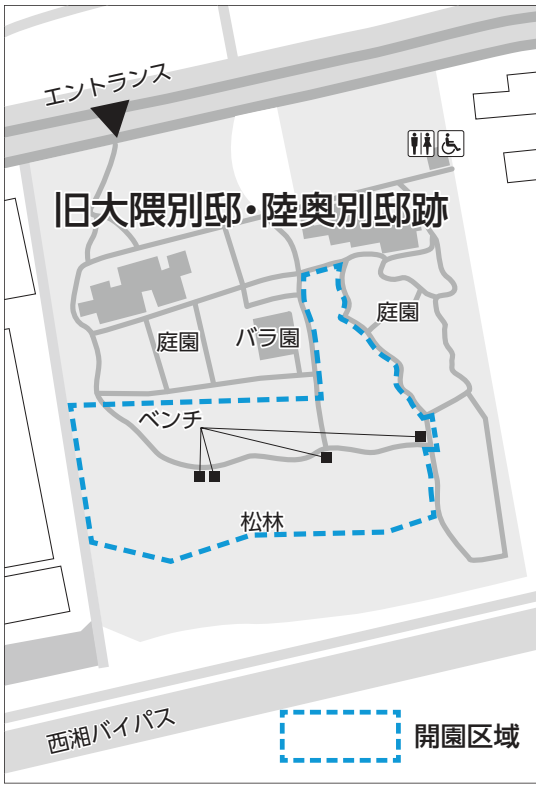 エントランス
旧大隈別邸・陸奥別邸跡
庭園
庭園
バラ園
ベンチ
松林
西湘バイパス
開園区域